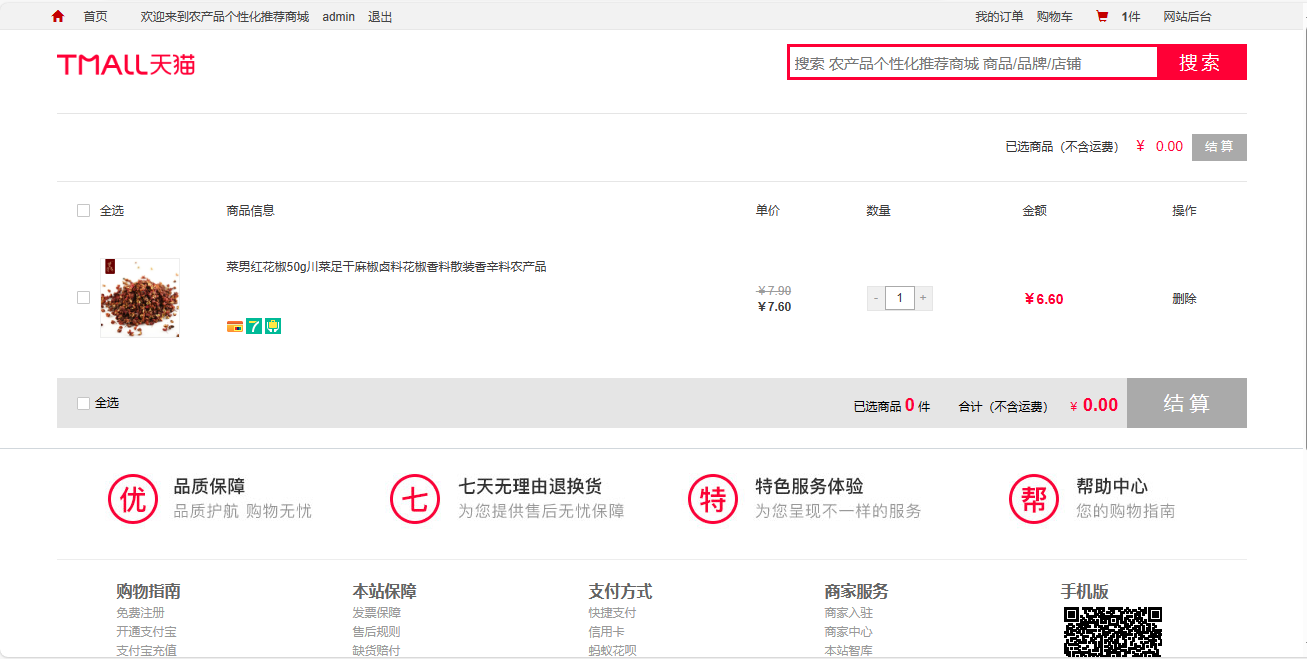 首页 欢迎来到农产品个性化推荐商城 admin 退出 我的订单 购物车 1件 网站后台
TMALL天猫 搜索 农产品个性化推荐商城 商品/品牌/店铺 搜索
已选商品（不含运费） ￥ 0.00 结 算
全选 商品信息 单价 数量 金额 操作
菜男红花椒50g川菜足干麻椒卤料花椒香料散装香辛料农产品
￥7.90
￥7.60 - 1 + ￥6.60 删除
7
全选 已选商品 0 件 合计（不含运费） ￥ 0.00 结 算
优 品质保障 七 七天无理由退换货 特 特色服务体验 帮 帮助中心
品质护航 购物无忧 为您提供售后无忧保障 为您呈现不一样的服务 您的购物指南
购物指南 本站保障 支付方式 商家服务 手机版
免费注册 发票保障 快捷支付 商家入驻
开通支付宝 售后规则 信用卡 商家中心
支付宝充值 缺货赔付 蚂蚁花呗 本站智库